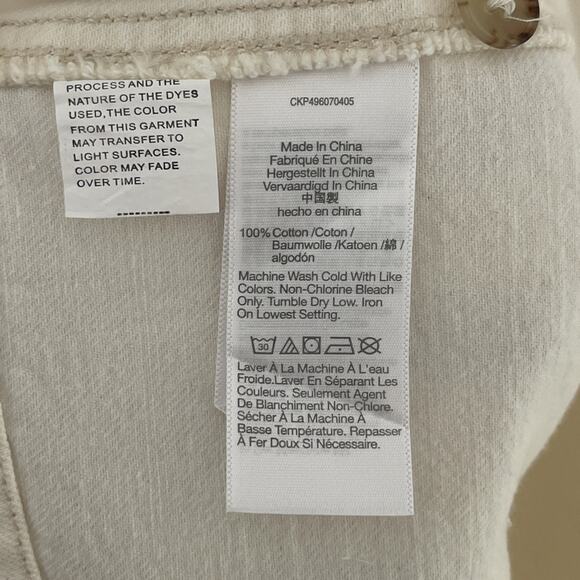 PROCESS AND THE
NATURE OF THE DYES
USED,THE COLOR
FROM THIS GARMENT
MAY TRANSFER TO
LIGHT SURFACES.
COLOR MAY FADE
OVER TIME.
CKP496070405
Made In China
Fabriqué En Chine
Hergestellt In China
Vervaardigd In China
中国製
hecho en china
100% Cotton /Coton /
Baumwolle /Katoen /綿 /
algodón
Machine Wash Cold With Like
Colors. Non-Chlorine Bleach
Only. Tumble Dry Low. Iron
On Lowest Setting.
30
Laver À La Machine À L'eau
Froide.Laver En Séparant Les
Couleurs. Seulement Agent
De Blanchiment Non-Chlore.
Sécher À La Machine À
Basse Température. Repasser
À Fer Doux Si Nécessaire.